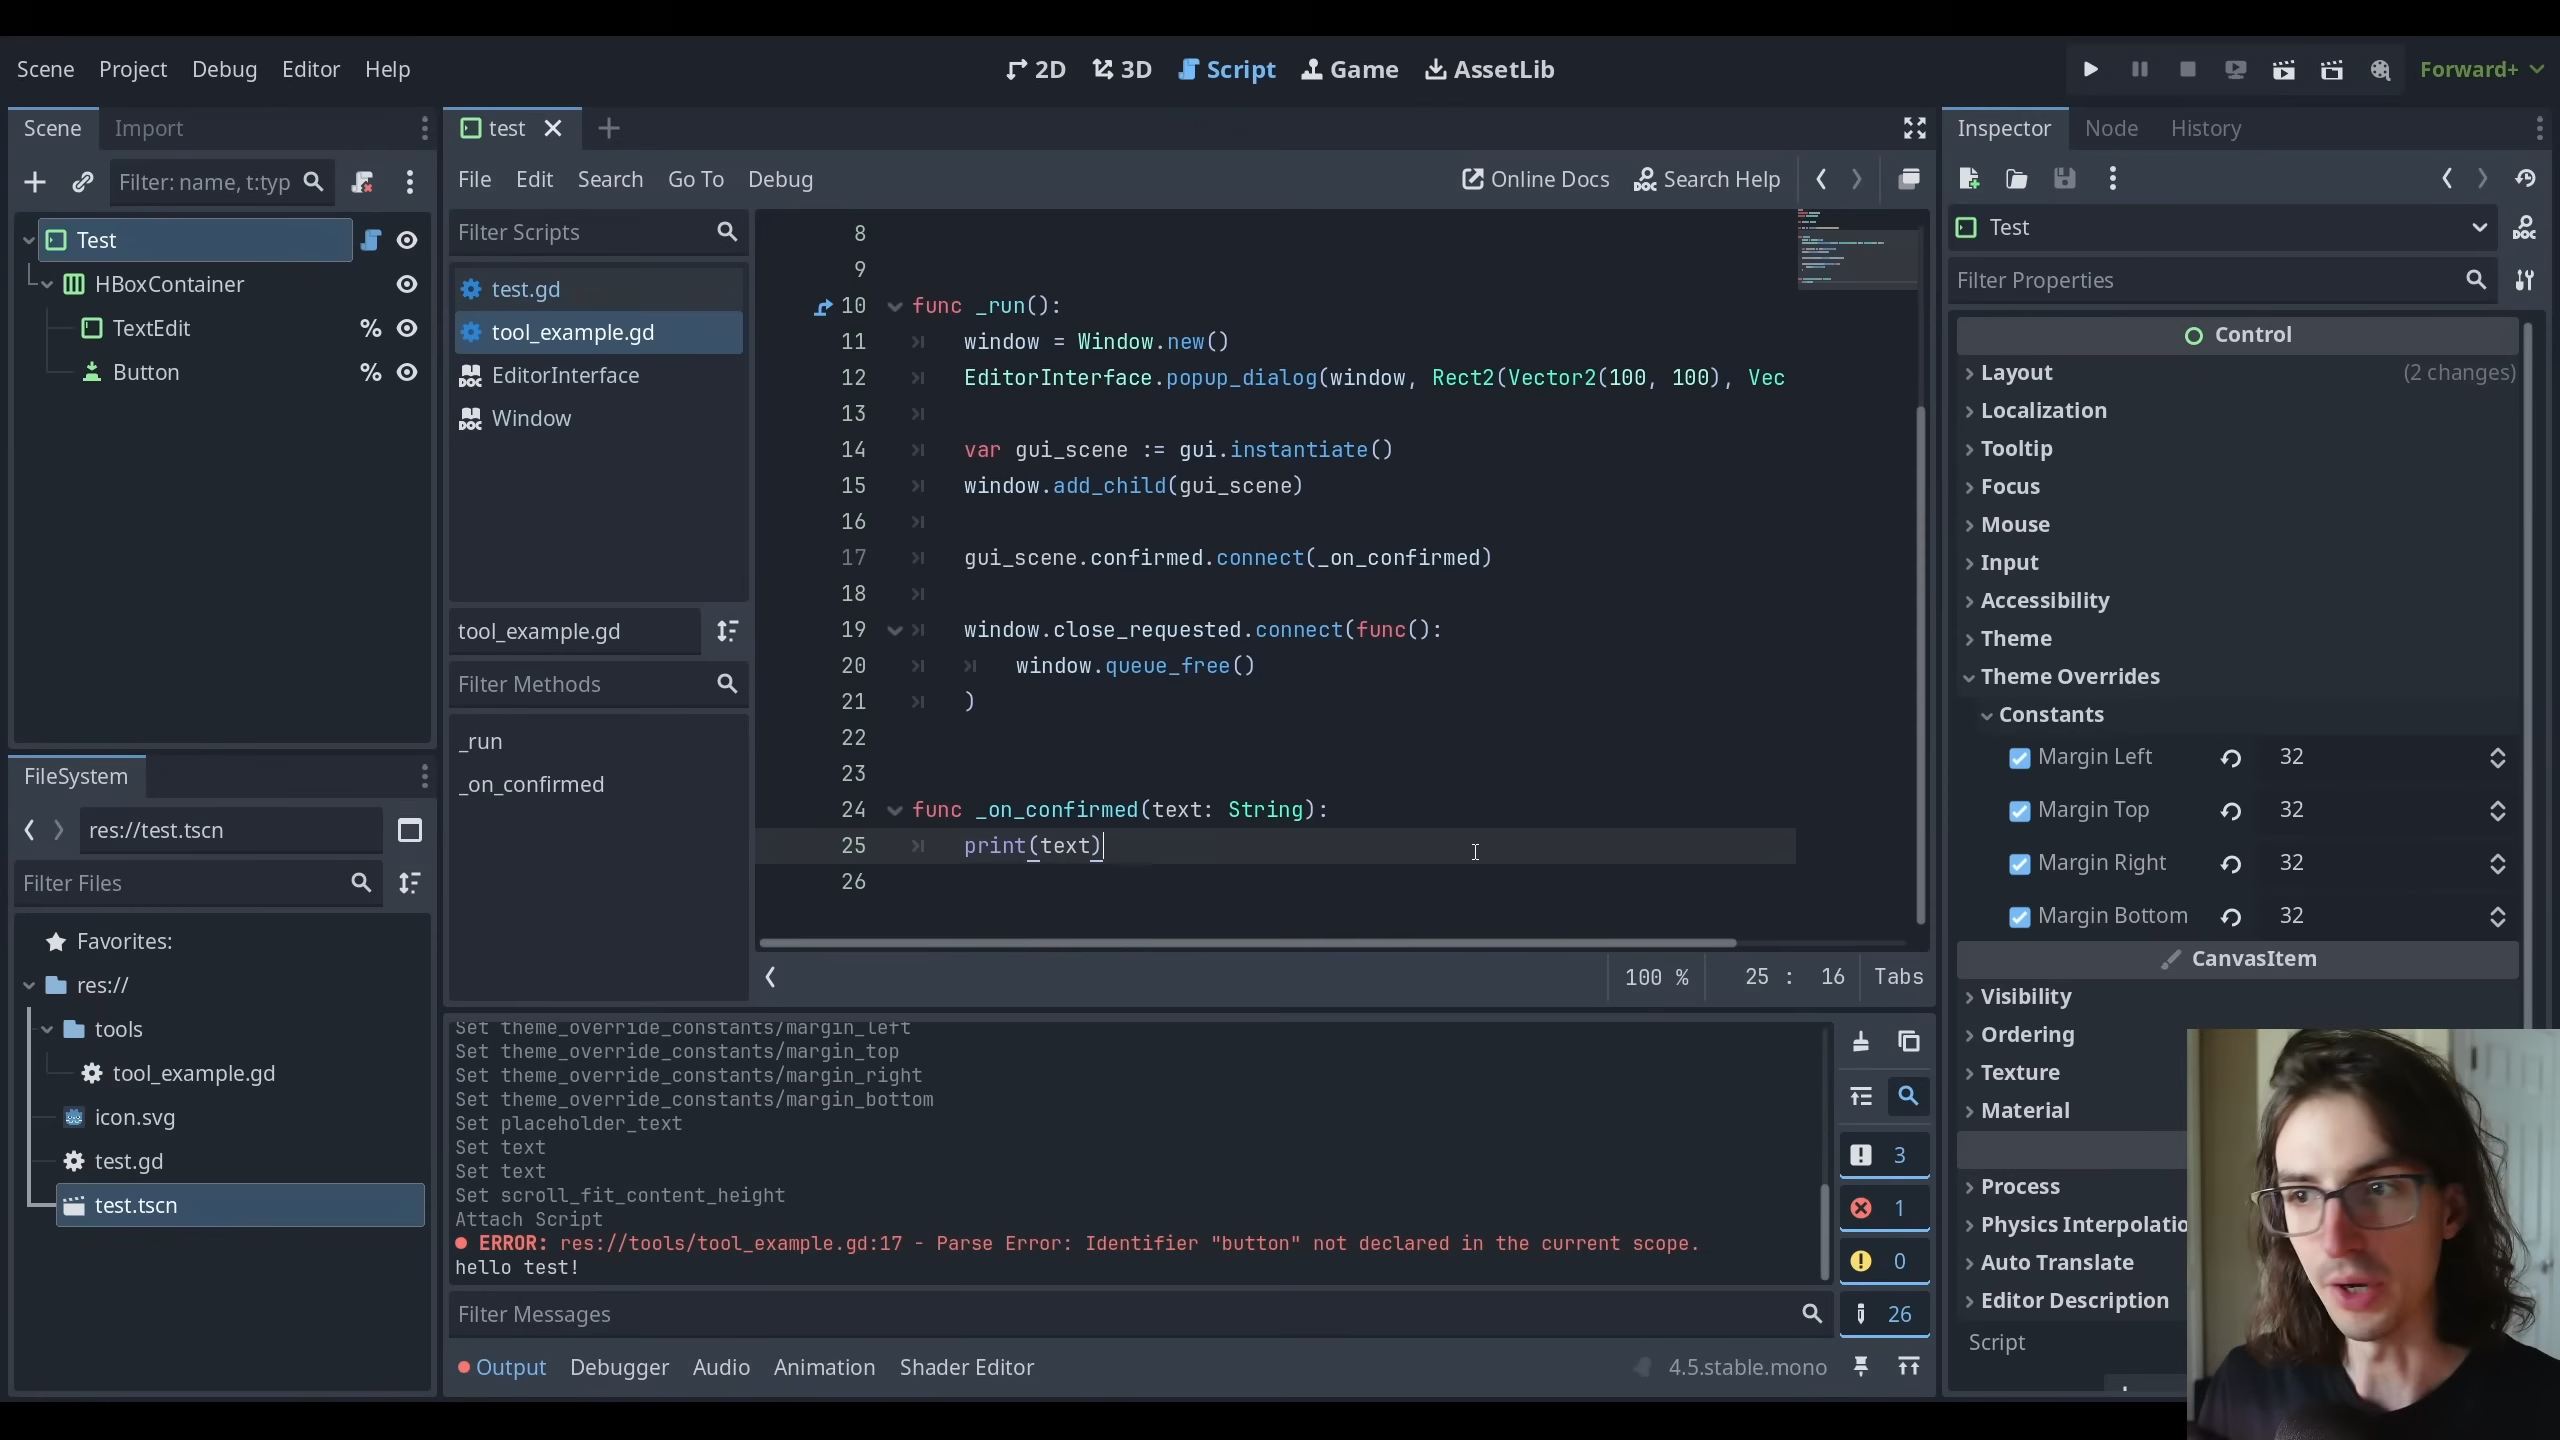 Scene Project Debug Editor Help
2D 3D Script Game AssetLib
Forward+
Scene Import
Filter: name, t:typ
Test
HBoxContainer
TextEdit %
Button %
FileSystem
res://test.tscn
Filter Files
Favorites:
res://
tools
tool_example.gd
icon.svg
test.gd
test.tscn
test
File Edit Search Go To Debug
Online Docs Search Help
Filter Scripts
test.gd
tool_example.gd
DOC EditorInterface
DOC Window
tool_example.gd
Filter Methods
_run
_on_confirmed
8
9
10 func _run():
11 window = Window.new()
12 EditorInterface.popup_dialog(window, Rect2(Vector2(100, 100), Vec
13
14 var gui_scene := gui.instantiate()
15 window.add_child(gui_scene)
16
17 gui_scene.confirmed.connect(_on_confirmed)
18
19 window.close_requested.connect(func():
20 window.queue_free()
21 )
22
23
24 func _on_confirmed(text: String):
25 print(text)
26
100 % 25 : 16 Tabs
Set theme_override_constants/margin_left
Set theme_override_constants/margin_top
Set theme_override_constants/margin_right
Set theme_override_constants/margin_bottom
Set placeholder_text
Set text
Set text
Set scroll_fit_content_height
Attach Script
ERROR: res://tools/tool_example.gd:17 - Parse Error: Identifier "button" not declared in the current scope.
hello test!
3
1
0
26
Filter Messages
Output Debugger Audio Animation Shader Editor
4.5.stable.mono
Inspector Node History
Test
DOC
Filter Properties
Control
Layout (2 changes)
Localization
Tooltip
Focus
Mouse
Input
Accessibility
Theme
Theme Overrides
Constants
Margin Left 32
Margin Top 32
Margin Right 32
Margin Bottom 32
CanvasItem
Visibility
Ordering
Texture
Material
Process
Physics Interpolatio
Auto Translate
Editor Description
Script